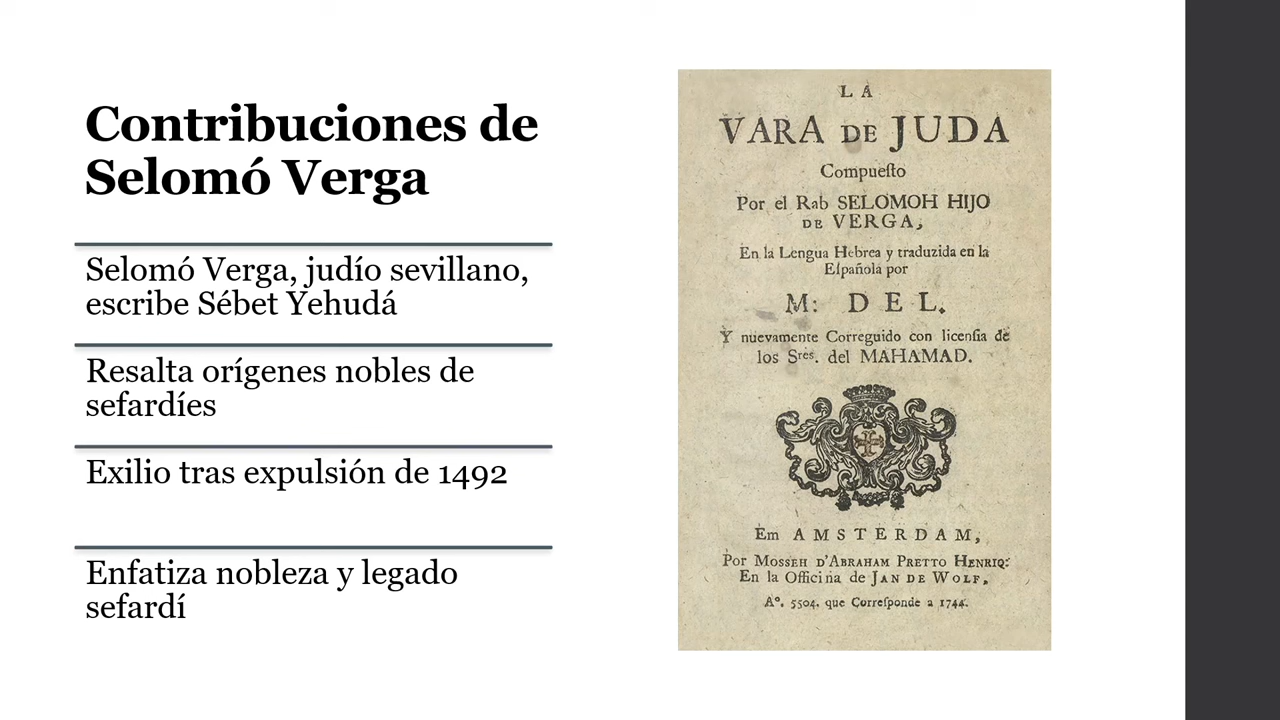 Contribuciones de
Selomó Verga
Selomó Verga, judío sevillano,
escribe Sébet Yehudá
Resalta orígenes nobles de
sefardíes
Exilio tras expulsión de 1492
Enfatiza nobleza y legado
sefardí
LA
VARA DE JUDA
Compueſto
Por el Rab SELOMOH HIJO
DE VERGA,
En la Lengua Hebrea y traduzida en la
Eſpañola por
M: DEL.
Y nuevamente Correguido con licenſia de
los Sres. del MAHAMAD.
Em AMSTERDAM,
Por MOSSEH D'ABRAHAM PRETTO HENRIQ:
En la Officina de JAN DE WOLF,
Aº. 5504. que Correſponde a 1744.